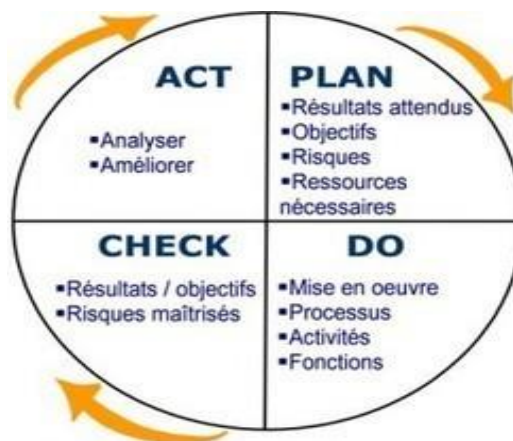 ACT
▪Analyser
▪Améliorer
PLAN
▪Résultats attendus
▪Objectifs
▪Risques
▪Ressources
nécessaires
CHECK
▪Résultats / objectifs
▪Risques maîtrisés
DO
▪Mise en oeuvre
▪Processus
▪Activités
▪Fonctions